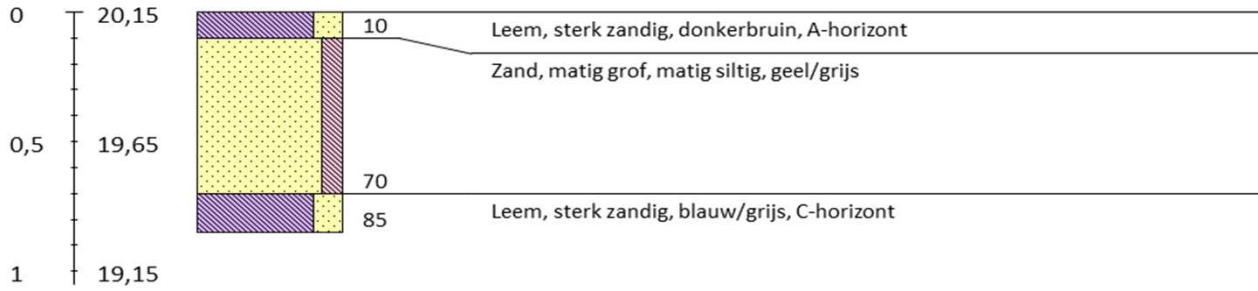 0 20,15
10 Leem, sterk zandig, donkerbruin, A-horizont
Zand, matig grof, matig siltig, geel/grijs
0,5 19,65
70
85 Leem, sterk zandig, blauw/grijs, C-horizont
1 19,15